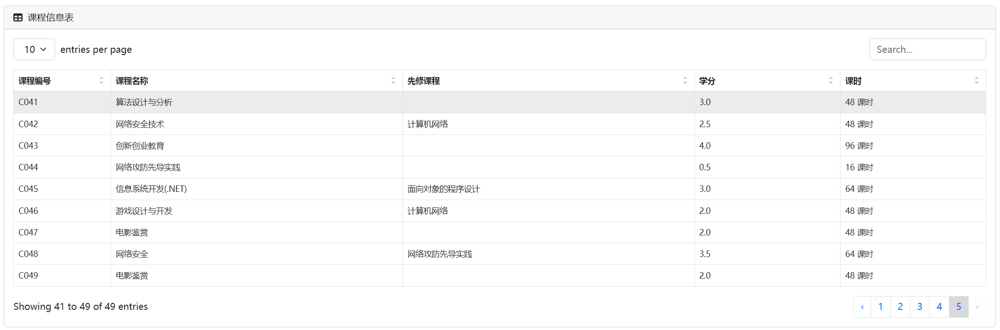 课程信息表
10 entries per page
Search...
课程编号 课程名称 先修课程 学分 课时
C041 算法设计与分析 3.0 48 课时
C042 网络安全技术 计算机网络 2.5 48 课时
C043 创新创业教育 4.0 96 课时
C044 网络攻防先导实践 0.5 16 课时
C045 信息系统开发(.NET) 面向对象的程序设计 3.0 64 课时
C046 游戏设计与开发 计算机网络 2.0 48 课时
C047 电影鉴赏 2.0 48 课时
C048 网络安全 网络攻防先导实践 3.5 64 课时
C049 电影鉴赏 2.0 48 课时
Showing 41 to 49 of 49 entries
‹ 1 2 3 4 5 ›